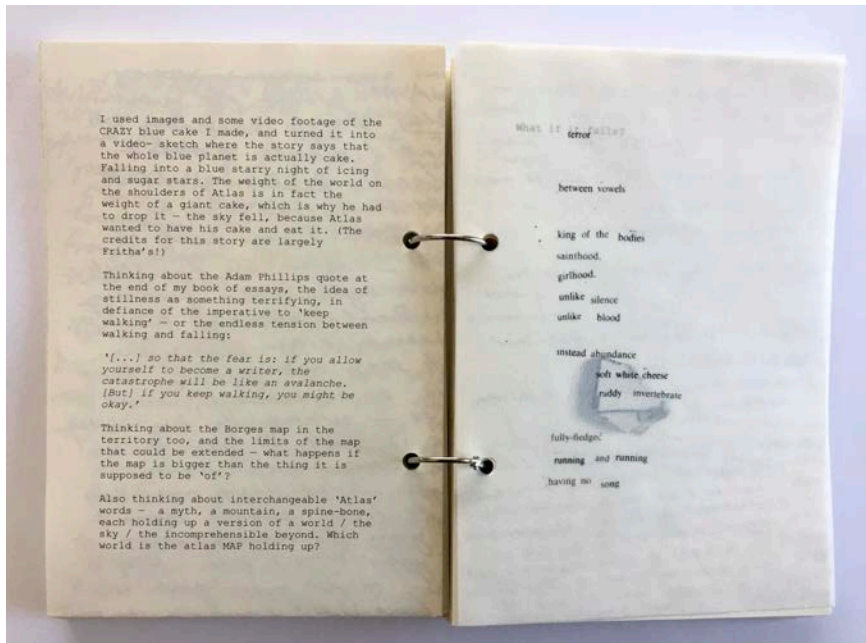 I used images and some video footage of the
CRAZY blue cake I made, and turned it into
a video- sketch where the story says that
the whole blue planet is actually cake.
Falling into a blue starry night of icing
and sugar stars. The weight of the world on
the shoulders of Atlas is in fact the
weight of a giant cake, which is why he had
to drop it — the sky fell, because Atlas
wanted to have his cake and eat it. (The
credits for this story are largely
Fritha's!)
Thinking about the Adam Phillips quote at
the end of my book of essays, the idea of
stillness as something terrifying, in
defiance of the imperative to 'keep
walking' — or the endless tension between
walking and falling:
'[...] so that the fear is: if you allow
yourself to become a writer, the
catastrophe will be like an avalanche.
[But] if you keep walking, you might be
okay.'
Thinking about the Borges map in the
territory too, and the limits of the map
that could be extended — what happens if
the map is bigger than the thing it is
supposed to be 'of'?
Also thinking about interchangeable 'Atlas'
words — a myth, a mountain, a spine-bone,
each holding up a version of a world / the
sky / the incomprehensible beyond. Which
world is the atlas MAP holding up?
What if it falls?
terror
between vowels
king of the bodies
sainthood.
girlhood.
unlike silence
unlike blood
instead abundance
soft white cheese
ruddy invertebrate
fully-fledged
running and running
having no song